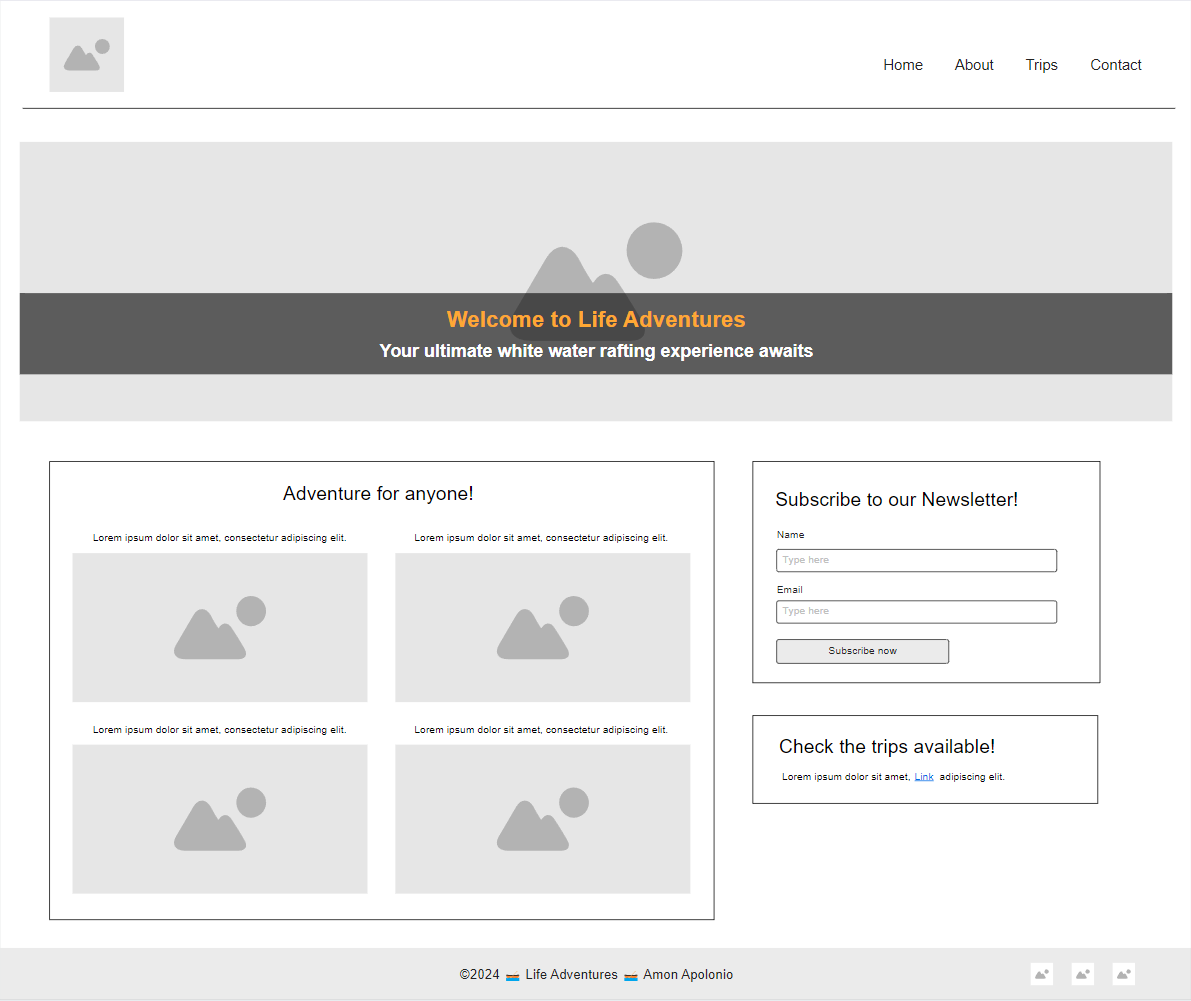 Home About Trips Contact
Welcome to Life Adventures
Your ultimate white water rafting experience awaits
Adventure for anyone!
Lorem ipsum dolor sit amet, consectetur adipiscing elit.
Lorem ipsum dolor sit amet, consectetur adipiscing elit.
Lorem ipsum dolor sit amet, consectetur adipiscing elit.
Lorem ipsum dolor sit amet, consectetur adipiscing elit.
Subscribe to our Newsletter!
Name
Type here
Email
Type here
Subscribe now
Check the trips available!
Lorem ipsum dolor sit amet, Link adipiscing elit.
©2024 Life Adventures Amon Apolonio